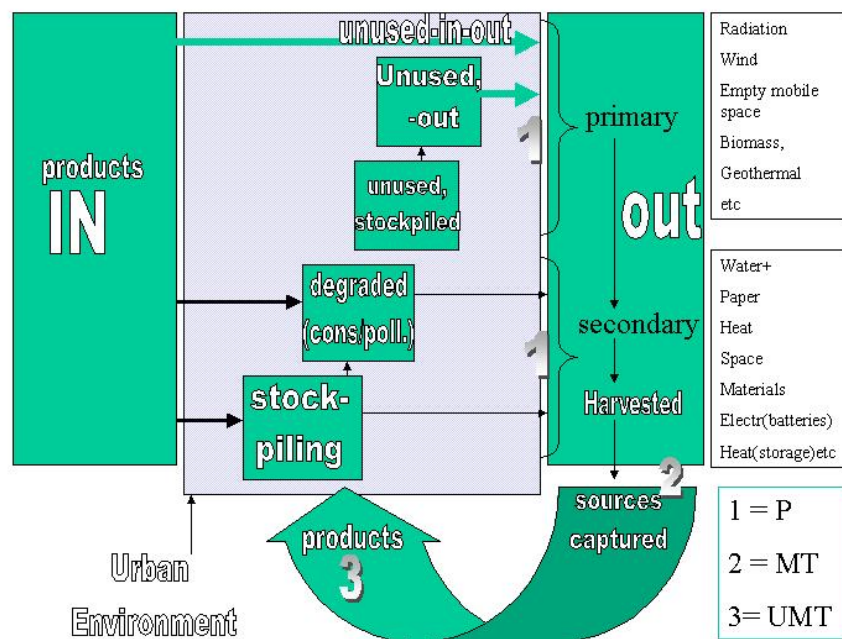 products
IN
unused-in-out
Unused,
-out
unused,
stockpiled
degraded
(cons/poll.)
stock-
piling
1
1
primary
out
secondary
Harvested
2
sources
captured
products
3
Urban
Environment
Radiation
Wind
Empty mobile
space
Biomass,
Geothermal
etc
Water+
Paper
Heat
Space
Materials
Electr(batteries)
Heat(storage)etc
1 = P
2 = MT
3= UMT